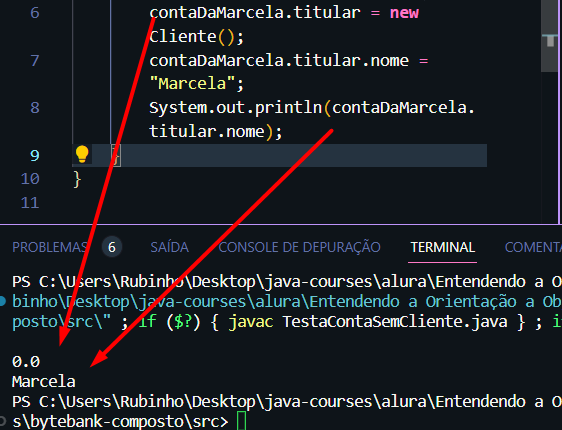 6 contaDaMarcela.titular = new
Cliente();
7 contaDaMarcela.titular.nome =
"Marcela";
8 System.out.println(contaDaMarcela.
titular.nome);
9 }
10 }
11
PROBLEMAS 6 SAÍDA CONSOLE DE DEPURAÇÃO TERMINAL COMENTA
PS C:\Users\Rubinho\Desktop\java-courses\alura\Entendendo a O
binho\Desktop\java-courses\alura\Entendendo a Orientação a Ob
posto\src\" ; if ($?) { javac TestaContaSemCliente.java } ; i
0.0
Marcela
PS C:\Users\Rubinho\Desktop\java-courses\alura\Entendendo a O
s\bytebank-composto\src>